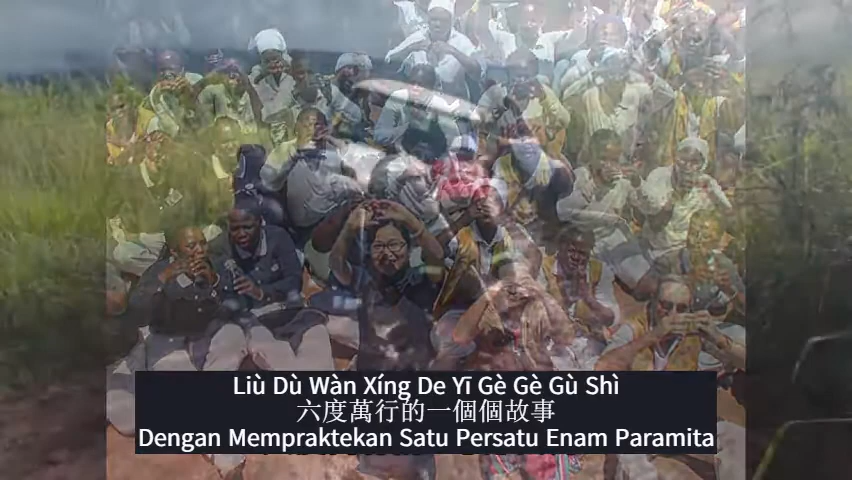 Liù Dù Wàn Xíng De Yī Gè Gè Gù Shì
六度萬行的一個個故事
Dengan Mempraktekan Satu Persatu Enam Paramita